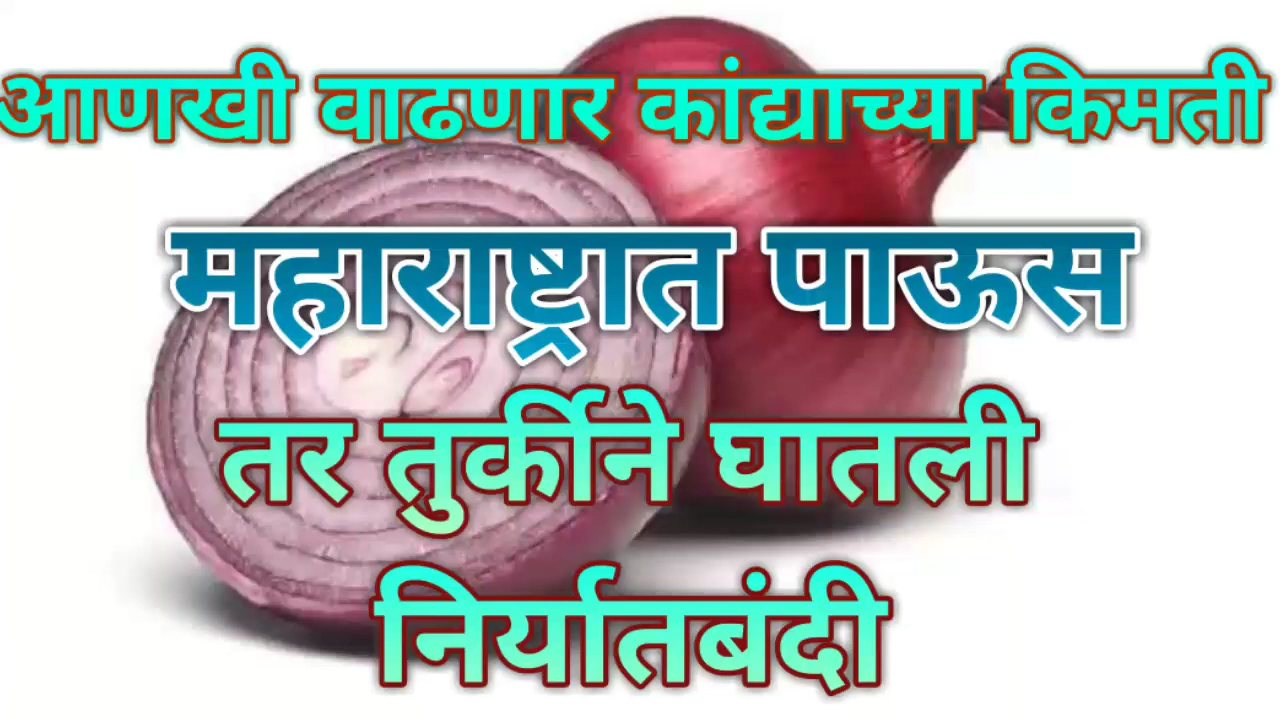 आणखी वाढणार कांद्याच्या किमती
महाराष्ट्रात पाऊस
तर तुर्कीने घातली
निर्यातबंदी